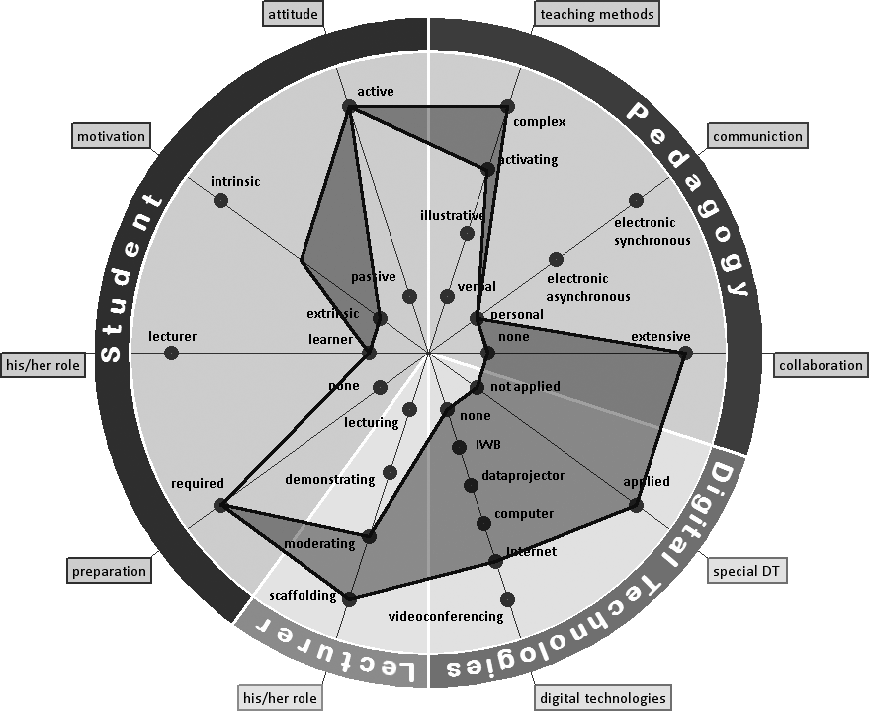 attitude
teaching methods
active
complex
motivation
communiction
activating
intrinsic
illustrative
electronic
synchronous
Student
Pedagogy
passive
verbal
electronic
asynchronous
extrinsic
personal
lecturer
learner
none
extensive
his/her role
collaboration
none
not applied
lecturing
none
IWB
required
demonstrating
dataprojector
applied
computer
moderating
Internet
preparation
special DT
scaffolding
videoconferencing
Lecturer
Digital Technologies
his/her role
digital technologies